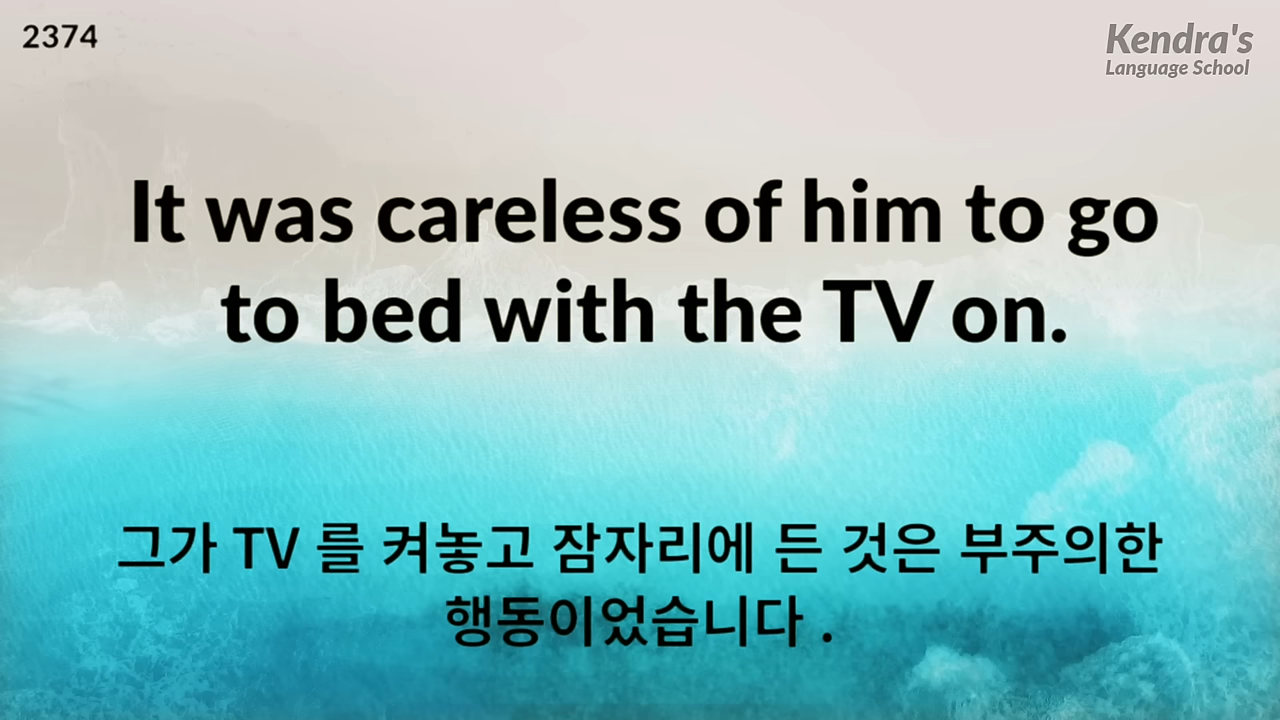 2374
Kendra's
Language School
It was careless of him to go
to bed with the TV on.
그가 TV 를 켜놓고 잠자리에 든 것은 부주의한
행동이었습니다 .